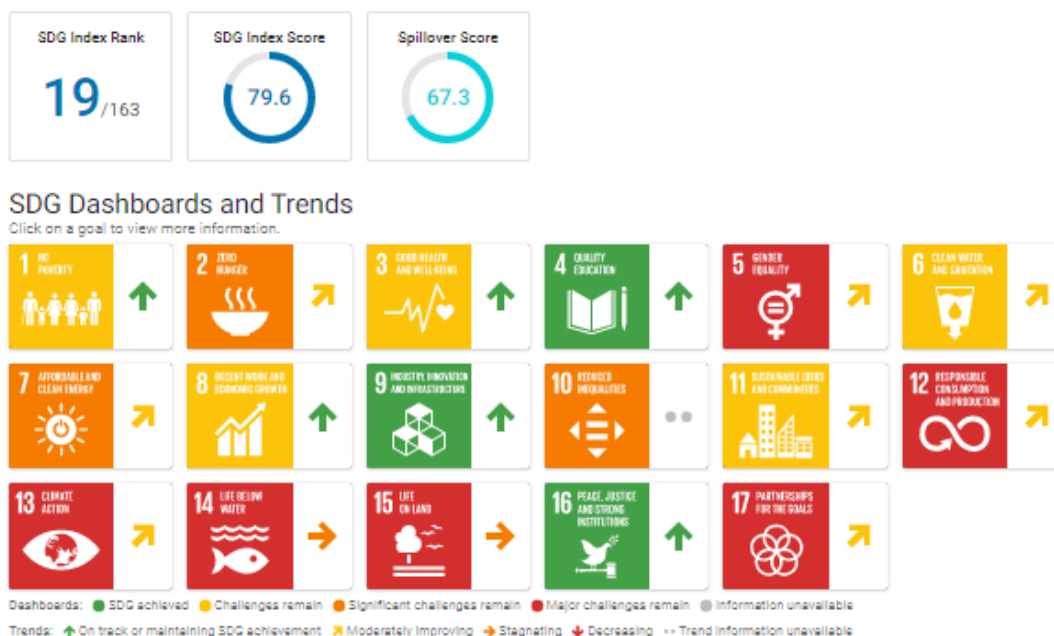 SDG Index Rank
19/163
SDG Index Score
79.6
Spillover Score
67.3
SDG Dashboards and Trends
Click on a goal to view more information.
1 NO
POVERTY
2 ZERO
HUNGER
3 GOOD HEALTH
AND WELL-BEING
4 QUALITY
EDUCATION
5 GENDER
EQUALITY
6 CLEAN WATER
AND SANITATION
7 AFFORDABLE AND
CLEAN ENERGY
8 DECENT WORK AND
ECONOMIC GROWTH
9 INDUSTRY, INNOVATION
AND INFRASTRUCTURE
10 REDUCED
INEQUALITIES
11 SUSTAINABLE CITIES
AND COMMUNITIES
12 RESPONSIBLE
CONSUMPTION
AND PRODUCTION
13 CLIMATE
ACTION
14 LIFE BELOW
WATER
15 LIFE
ON LAND
16 PEACE, JUSTICE
AND STRONG
INSTITUTIONS
17 PARTNERSHIPS
FOR THE GOALS
Dashboards: SDG achieved Challenges remain Significant challenges remain Major challenges remain Information unavailable
Trends: On track or maintaining SDG achievement Moderately Improving Stagnating Decreasing Trend information unavailable